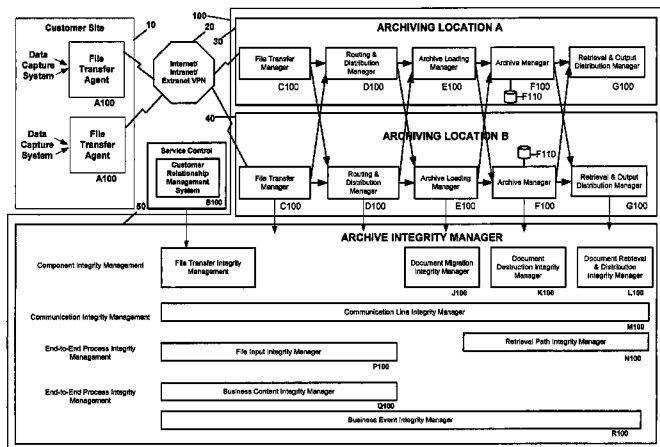 Customer Site
10
100
20
30
Data
Capture
System
File
Transfer
Agent
A100
Data
Capture
System
File
Transfer
Agent
A100
Internet/
Intranet/
Extranet VPN
ARCHIVING LOCATION A
File Transfer
Manager
C100
Routing &
Distribution
Manager
D100
Archive Loading
Manager
E100
Archive Manager
F100
F110
Retrieval & Output
Distribution Manager
G100
40
ARCHIVING LOCATION B
File Transfer
Manager
C100
Routing &
Distribution
Manager
D100
Archive Loading
Manager
E100
F110
Archive Manager
F100
Retrieval & Output
Distribution Manager
G100
Service Control
Customer
Relationship
Management
System
B100
50
ARCHIVE INTEGRITY MANAGER
Component Integrity Management
File Transfer Integrity
Management
Document Migration
Integrity Manager
J100
Document
Destruction Integrity
Manager
K100
Document Retrieval
& Distribution
Integrity Manager
L100
Communication Integrity Management
Communication Line Integrity Manager
M100
End-to-End Process Integrity
Management
File Input Integrity Manager
P100
Retrieval Path Integrity Manager
N100
End-to-End Process Integrity
Management
Business Content Integrity Manager
Q100
Business Event Integrity Manager
R100